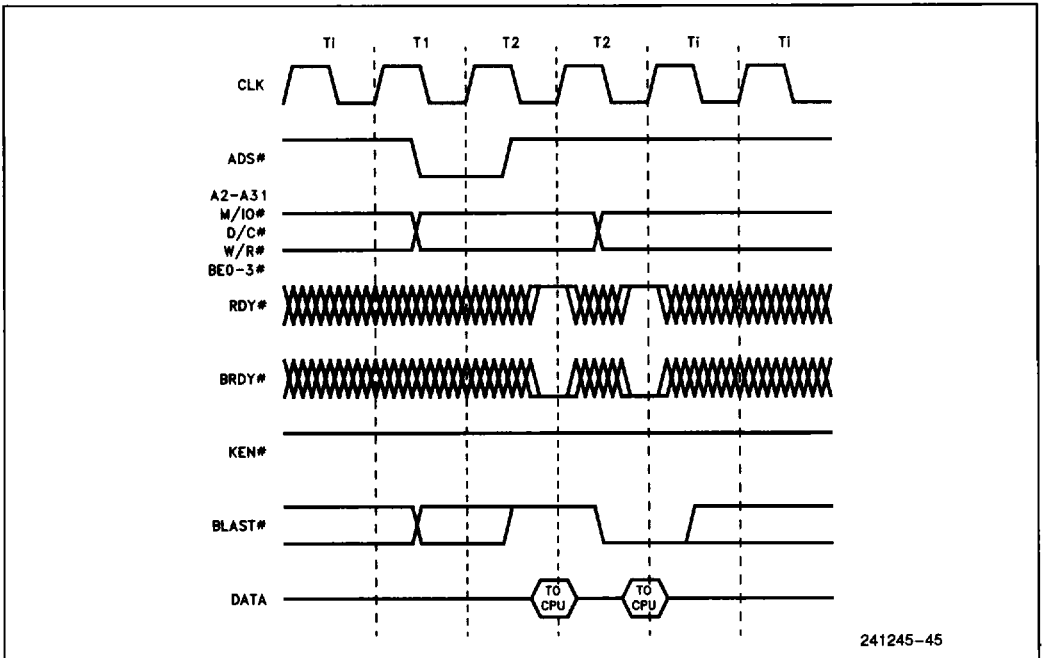 Ti T1 T2 T2 Ti Ti
CLK
ADS#
A2-A31
M/IO#
D/C#
W/R#
BE0-3#
RDY#
BRDY#
KEN#
BLAST#
DATA
TO CPU
TO CPU
241245-45